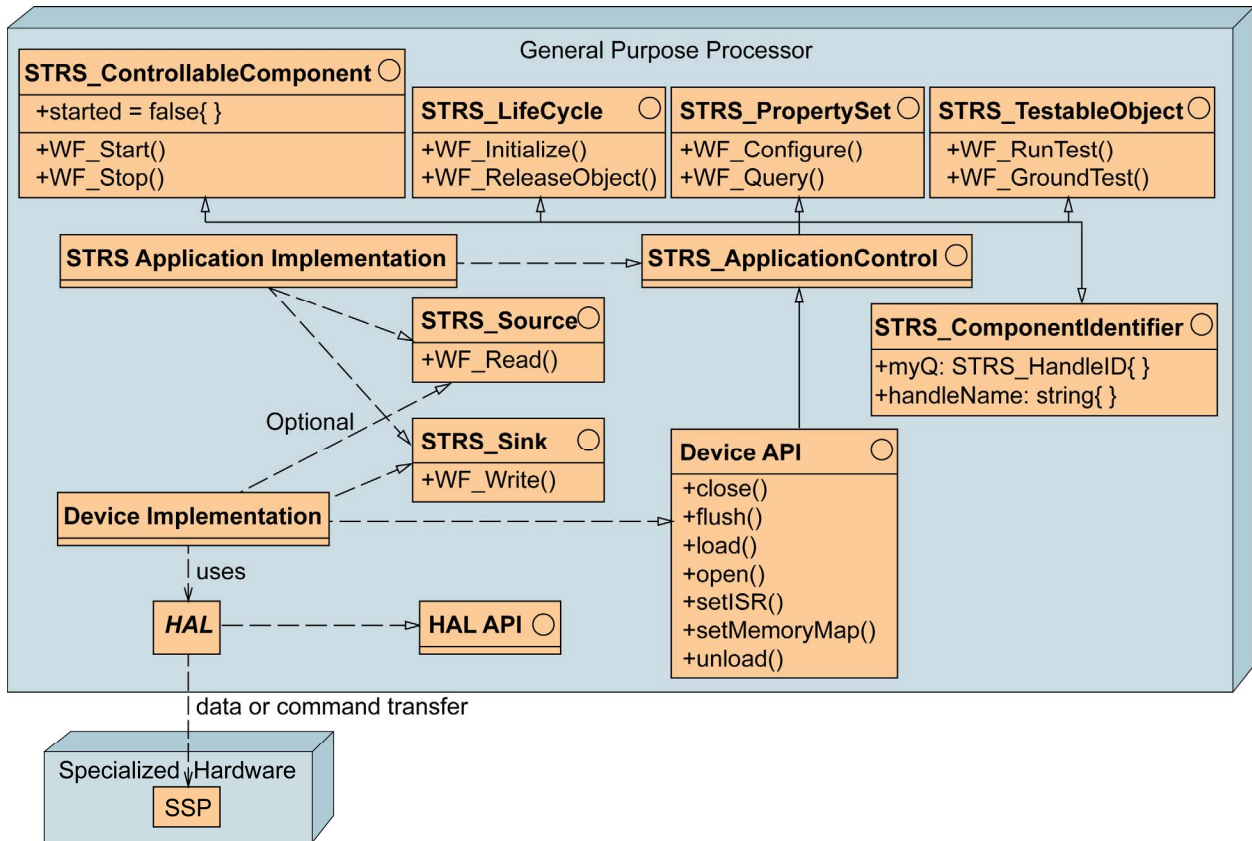 General Purpose Processor
STRS_ControllableComponent
+started = false{ }
+WF_Start()
+WF_Stop()
STRS_LifeCycle
+WF_Initialize()
+WF_ReleaseObject()
STRS_PropertySet
+WF_Configure()
+WF_Query()
STRS_TestableObject
+WF_RunTest()
+WF_GroundTest()
STRS Application Implementation
STRS_ApplicationControl
STRS_Source
+WF_Read()
STRS_ComponentIdentifier
+myQ: STRS_HandleID{ }
+handleName: string{ }
Optional
STRS_Sink
+WF_Write()
Device API
+close()
+flush()
+load()
+open()
+setISR()
+setMemoryMap()
+unload()
Device Implementation
uses
HAL
HAL API
data or command transfer
Specialized Hardware
SSP